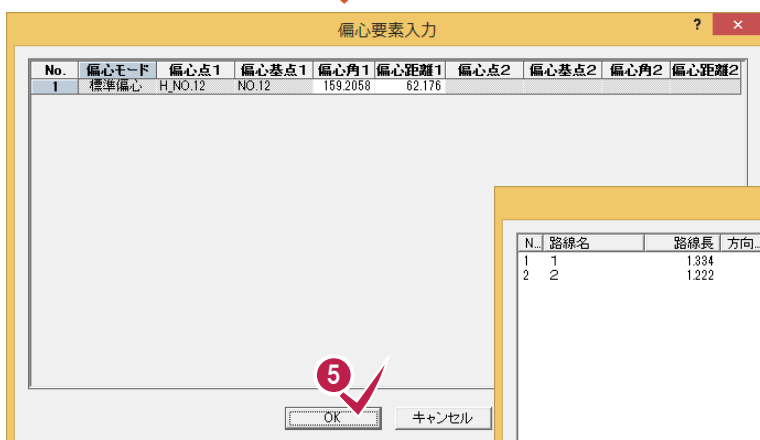 偏心要素入力 ? ×
No. 偏心モード 偏心点1 偏心基点1 偏心角1 偏心距離1 偏心点2 偏心基点2 偏心角2 偏心距離2
1 標準偏心 H_NO.12 NO.12 159.2058 62.176
N... 路線名 路線長 方向...
1 1 1.334
2 2 1.222
5
OK キャンセル